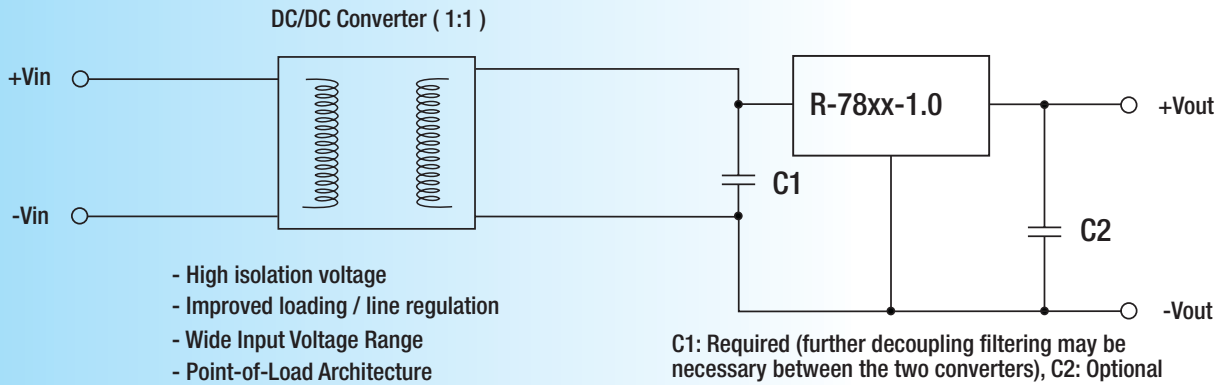 DC/DC Converter ( 1:1 )
+Vin
R-78xx-1.0
+Vout
C1
-Vin
C2
- High isolation voltage
- Improved loading / line regulation
- Wide Input Voltage Range
- Point-of-Load Architecture
-Vout
C1: Required (further decoupling filtering may be
necessary between the two converters), C2: Optional